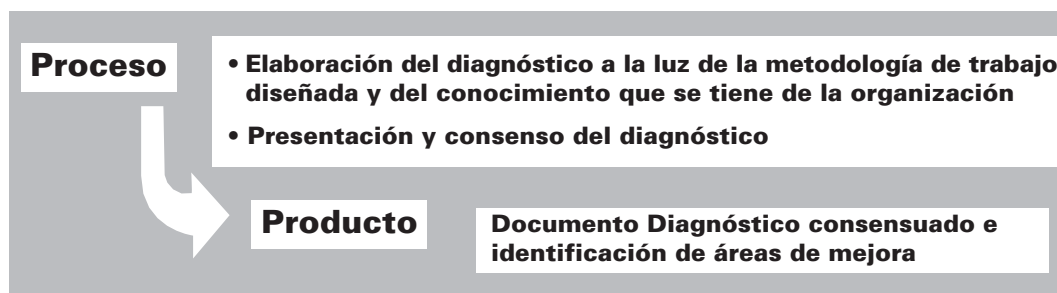 Proceso
• Elaboración del diagnóstico a la luz de la metodología de trabajo
diseñada y del conocimiento que se tiene de la organización
• Presentación y consenso del diagnóstico
Producto
Documento Diagnóstico consensuado e
identificación de áreas de mejora